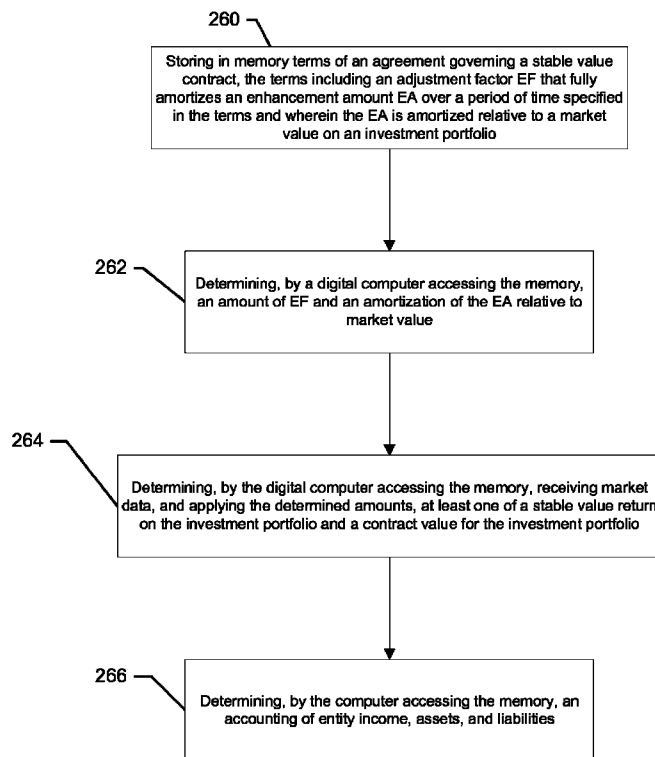 260
Storing in memory terms of an agreement governing a stable value
contract, the terms including an adjustment factor EF that fully
amortizes an enhancement amount EA over a period of time specified
in the terms and wherein the EA is amortized relative to a market
value on an investment portfolio
262
Determining, by a digital computer accessing the memory,
an amount of EF and an amortization of the EA relative to
market value
264
Determining, by the digital computer accessing the memory, receiving market
data, and applying the determined amounts, at least one of a stable value return
on the investment portfolio and a contract value for the investment portfolio
266
Determining, by the computer accessing the memory, an
accounting of entity income, assets, and liabilities